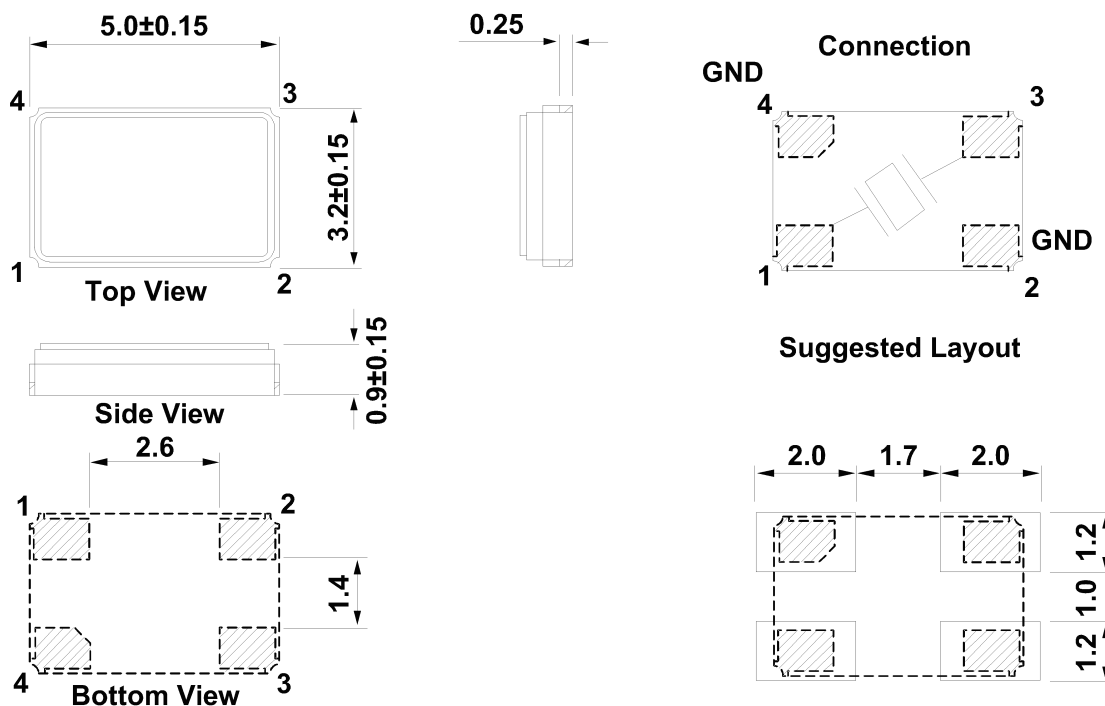 5.0±0.15
4
3
3.2±0.15
1
2
Top View
0.25
Connection
GND
4
3
1
GND
2
0.9±0.15
Side View
Suggested Layout
2.6
1
2
1.4
4
3
Bottom View
2.0 1.7 2.0
1.2
1.0
1.2